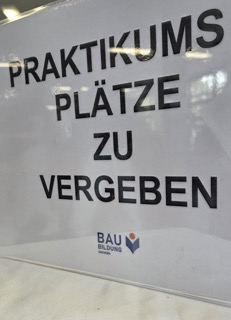 PRAKTIKUMS
PLÄTZE
ZU
VERGEBEN
BAU
BILDUNG